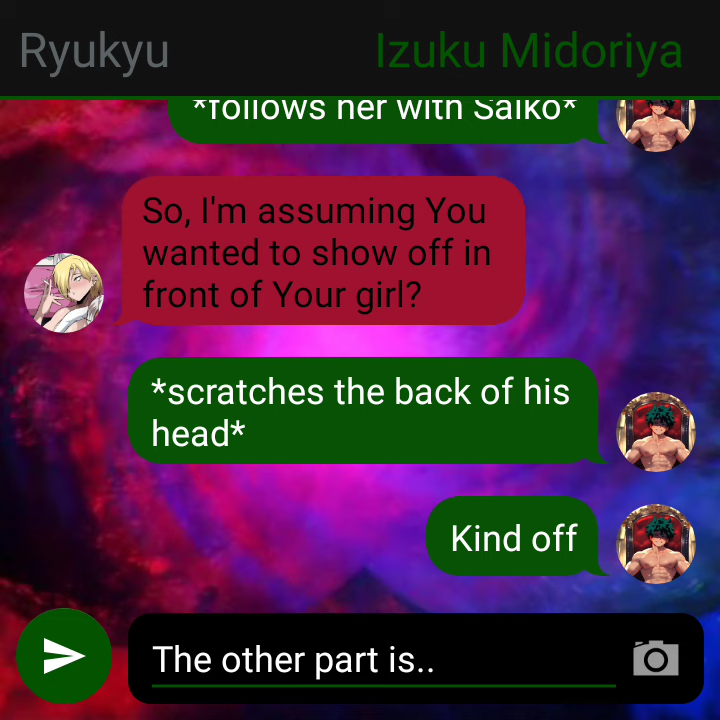 Ryukyu
Izuku Midoriya
*follows her with Saiko*
So, I'm assuming You
wanted to show off in
front of Your girl?
*scratches the back of his
head*
Kind off
The other part is..